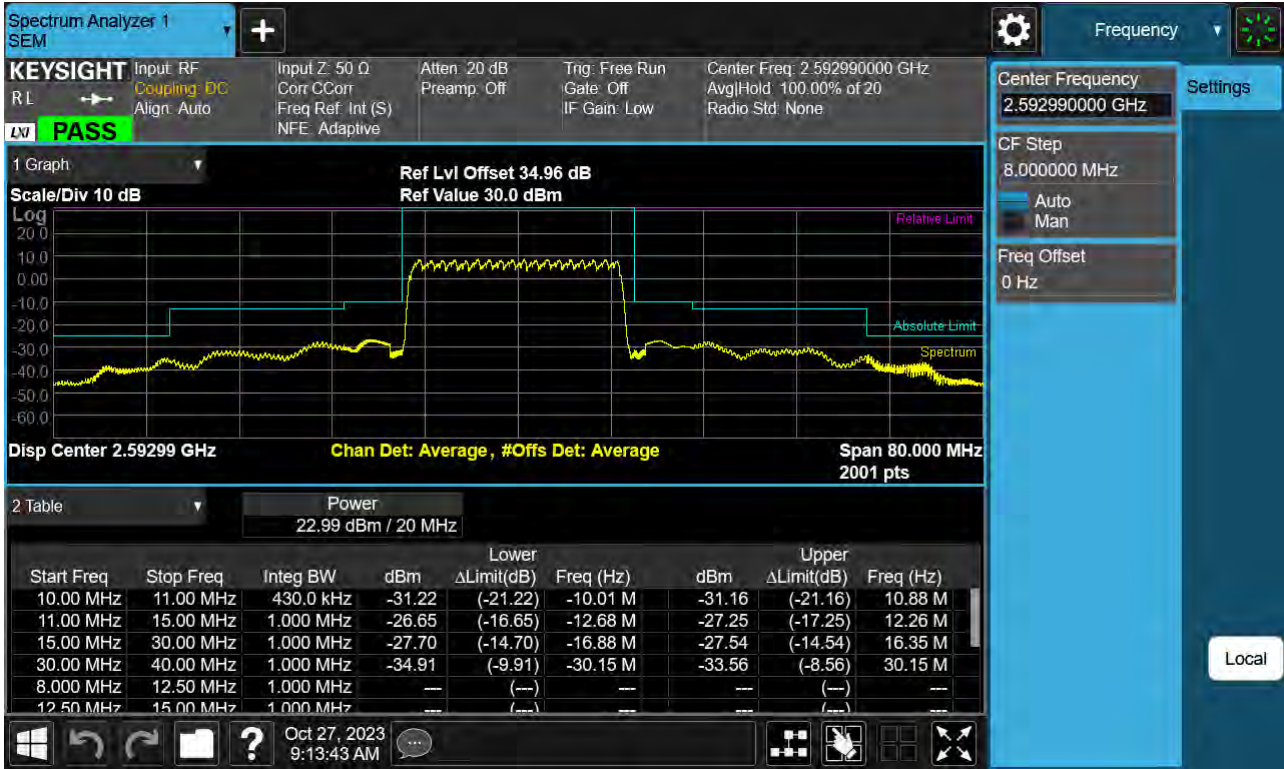 Spectrum Analyzer 1
SEM
+
Frequency
KEYSIGHT
RL
LXI
PASS
Input: RF
Coupling: DC
Align: Auto
Input Z: 50 Ω
Corr CCorr
Freq Ref: Int (S)
NFE: Adaptive
Atten: 20 dB
Preamp: Off
Trig: Free Run
Gate: Off
IF Gain: Low
Center Freq: 2.592990000 GHz
Avg|Hold: 100.00% of 20
Radio Std: None
Center Frequency
2.592990000 GHz
Settings
CF Step
8.000000 MHz
Auto
Man
Freq Offset
0 Hz
1 Graph
Scale/Div 10 dB
Ref Lvl Offset 34.96 dB
Ref Value 30.0 dBm
Log
20.0
10.0
0.00
-10.0
-20.0
-30.0
-40.0
-50.0
-60.0
Relative Limit
Absolute Limit
Spectrum
Disp Center 2.59299 GHz
Chan Det: Average, #Offs Det: Average
Span 80.000 MHz
2001 pts
2 Table
Power
22.99 dBm / 20 MHz
Lower Upper
Start Freq Stop Freq Integ BW dBm ΔLimit(dB) Freq (Hz) dBm ΔLimit(dB) Freq (Hz)
10.00 MHz 11.00 MHz 430.0 kHz -31.22 (-21.22) -10.01 M -31.16 (-21.16) 10.88 M
11.00 MHz 15.00 MHz 1.000 MHz -26.65 (-16.65) -12.68 M -27.25 (-17.25) 12.26 M
15.00 MHz 30.00 MHz 1.000 MHz -27.70 (-14.70) -16.88 M -27.54 (-14.54) 16.35 M
30.00 MHz 40.00 MHz 1.000 MHz -34.91 (-9.91) -30.15 M -33.56 (-8.56) 30.15 M
8.000 MHz 12.50 MHz 1.000 MHz --- (---) --- --- (---) ---
12.50 MHz 15.00 MHz 1.000 MHz --- (---) --- --- (---) ---
Local
?
Oct 27, 2023
9:13:43 AM